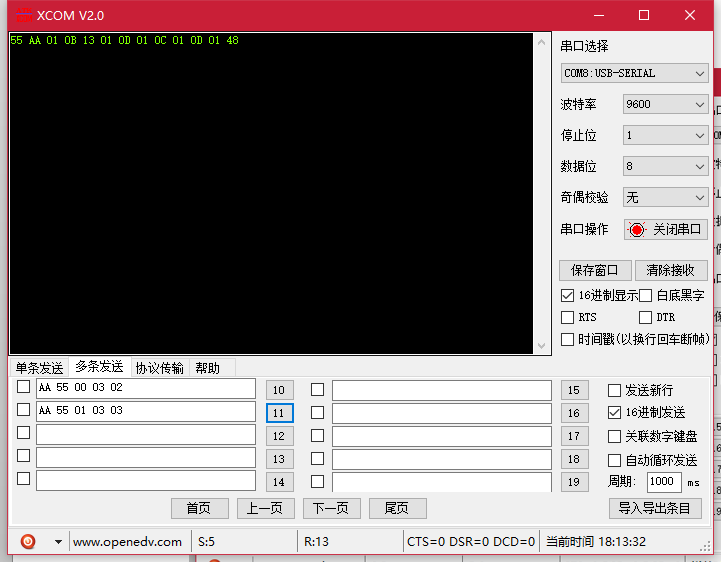 XCOM V2.0
55 AA 01 0B 13 01 0D 01 0C 01 0D 01 48
串口选择
COM8:USB-SERIAL
波特率 9600
停止位 1
数据位 8
奇偶校验 无
串口操作 关闭串口
保存窗口 清除接收
16进制显示 白底黑字
RTS DTR
时间戳(以换行回车断帧)
单条发送 多条发送 协议传输 帮助
AA 55 00 03 02 10 15 发送新行
AA 55 01 03 03 11 16 16进制发送
12 17 关联数字键盘
13 18 自动循环发送
14 19 周期: 1000 ms
首页 上一页 下一页 尾页 导入导出条目
www.openedv.com S:5 R:13 CTS=0 DSR=0 DCD=0 当前时间 18:13:32